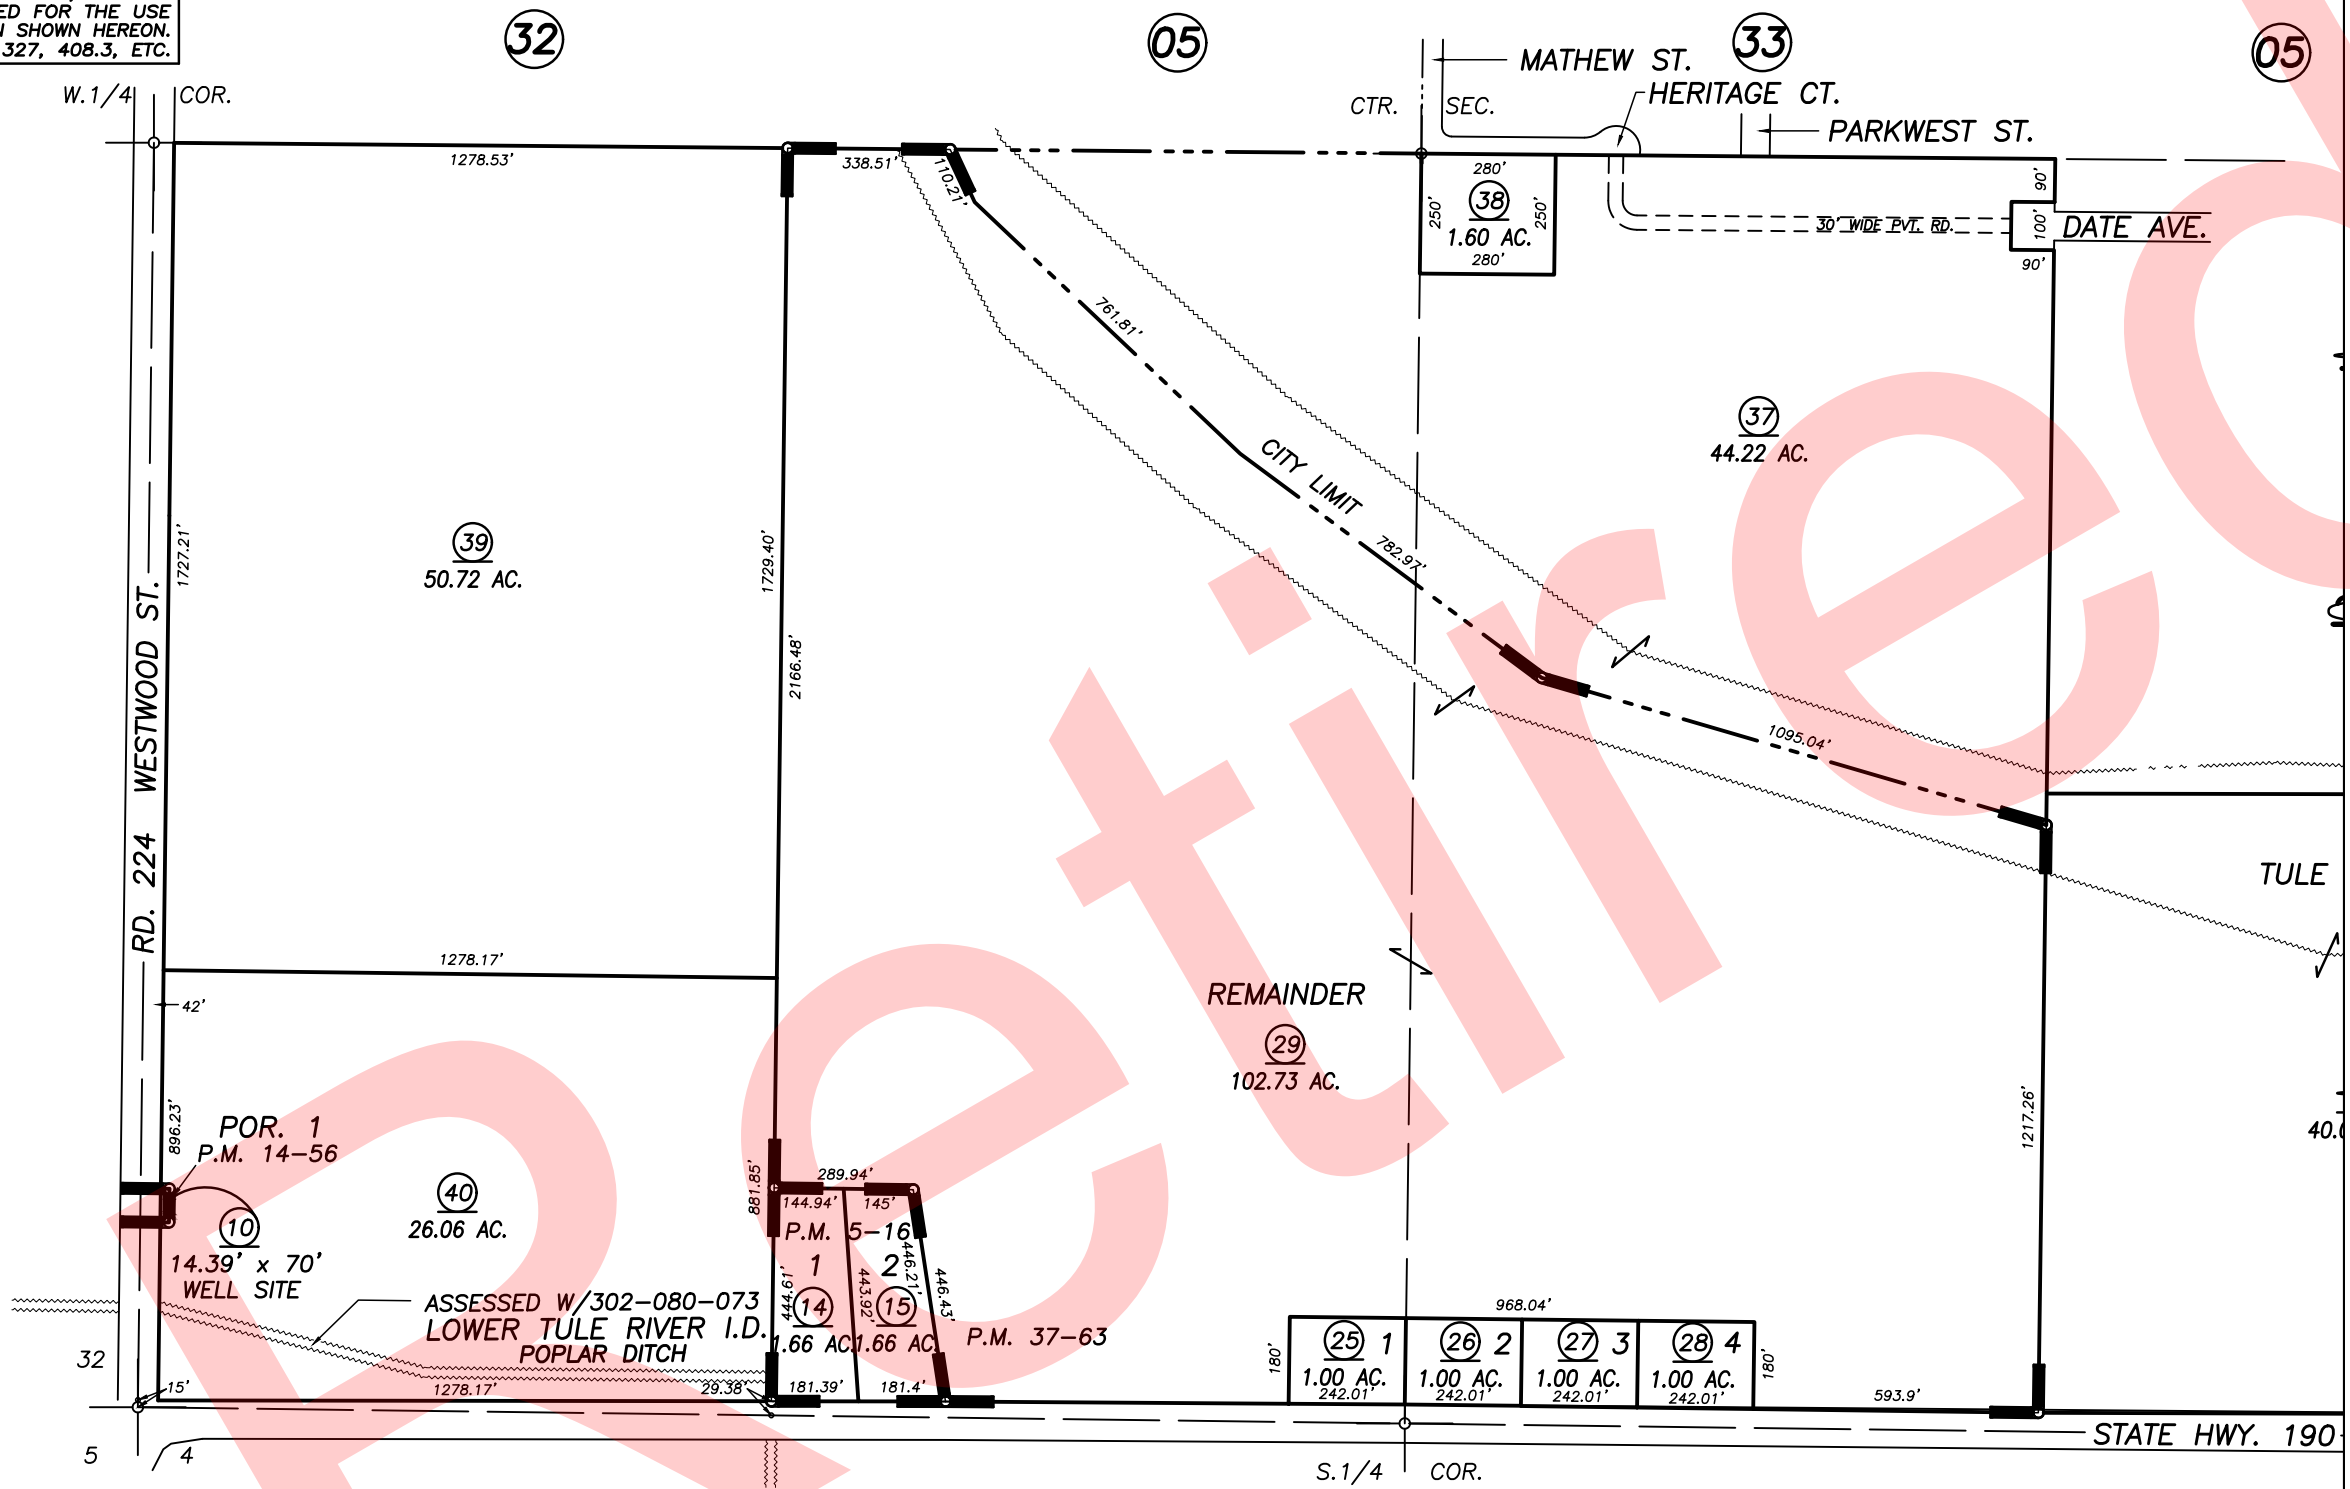 ED FOR THE USE
SHOWN HEREON.
327, 408.3, ETC.
32
05
33
05
W.1/4 COR.
CTR. SEC.
MATHEW ST.
HERITAGE CT.
PARKWEST ST.
1278.53'
338.51'
110.21'
280'
38
250'
250'
1.60 AC.
280'
30' WIDE PVT. RD.
90'
100'
DATE AVE.
90'
761.81'
37
44.22 AC.
CITY LIMIT
782.97'
39
50.72 AC.
1727.21'
1729.40'
2166.48'
RD. 224 WESTWOOD ST.
1095.04'
TULE
1278.17'
42'
REMAINDER
29
102.73 AC.
896.23'
POR. 1
P.M. 14-56
40
26.06 AC.
10
14.39' x 70'
WELL SITE
881.85'
289.94'
144.94'
145'
P.M. 5-16
1
2
446.21'
446.43'
444.61'
443.92'
14
15
1.66 AC.
1.66 AC.
P.M. 37-63
1217.26'
40.0
ASSESSED W/302-080-073
LOWER TULE RIVER I.D.
POPLAR DITCH
968.04'
180'
25 1
26 2
27 3
28 4
180'
1.00 AC.
1.00 AC.
1.00 AC.
1.00 AC.
242.01'
242.01'
242.01'
242.01'
593.9'
32
15'
1278.17'
29.38'
181.39'
181.4'
STATE HWY. 190
5
4
S.1/4 COR.
Retired